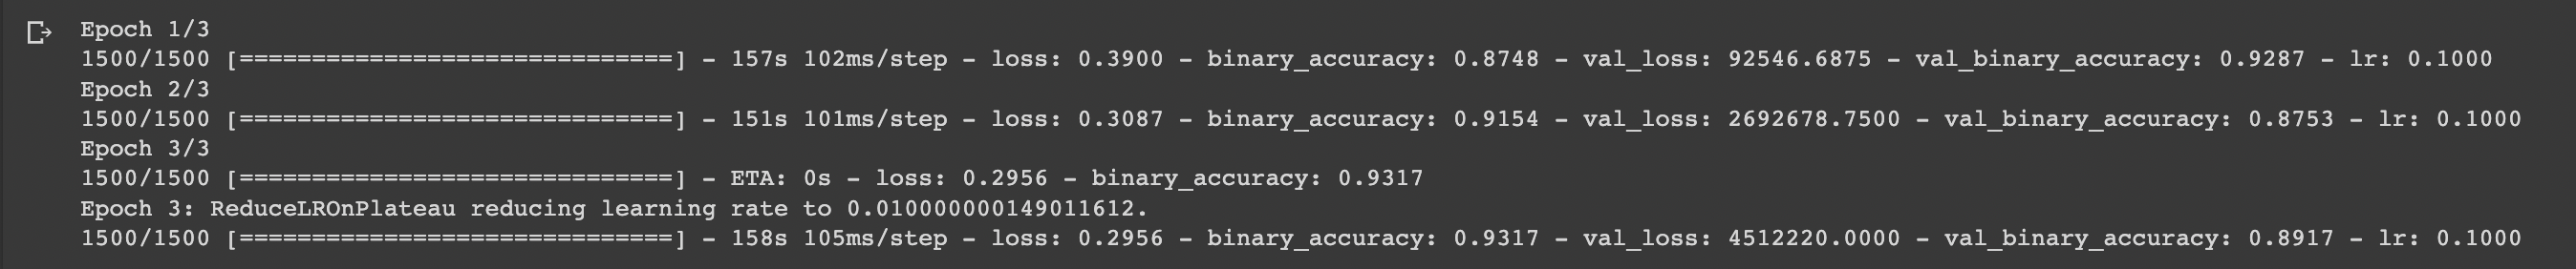 Epoch 1/3
1500/1500 [==============================] - 157s 102ms/step - loss: 0.3900 - binary_accuracy: 0.8748 - val_loss: 92546.6875 - val_binary_accuracy: 0.9287 - lr: 0.1000
Epoch 2/3
1500/1500 [==============================] - 151s 101ms/step - loss: 0.3087 - binary_accuracy: 0.9154 - val_loss: 2692678.7500 - val_binary_accuracy: 0.8753 - lr: 0.1000
Epoch 3/3
1500/1500 [==============================] - ETA: 0s - loss: 0.2956 - binary_accuracy: 0.9317
Epoch 3: ReduceLROnPlateau reducing learning rate to 0.010000000149011612.
1500/1500 [==============================] - 158s 105ms/step - loss: 0.2956 - binary_accuracy: 0.9317 - val_loss: 4512220.0000 - val_binary_accuracy: 0.8917 - lr: 0.1000